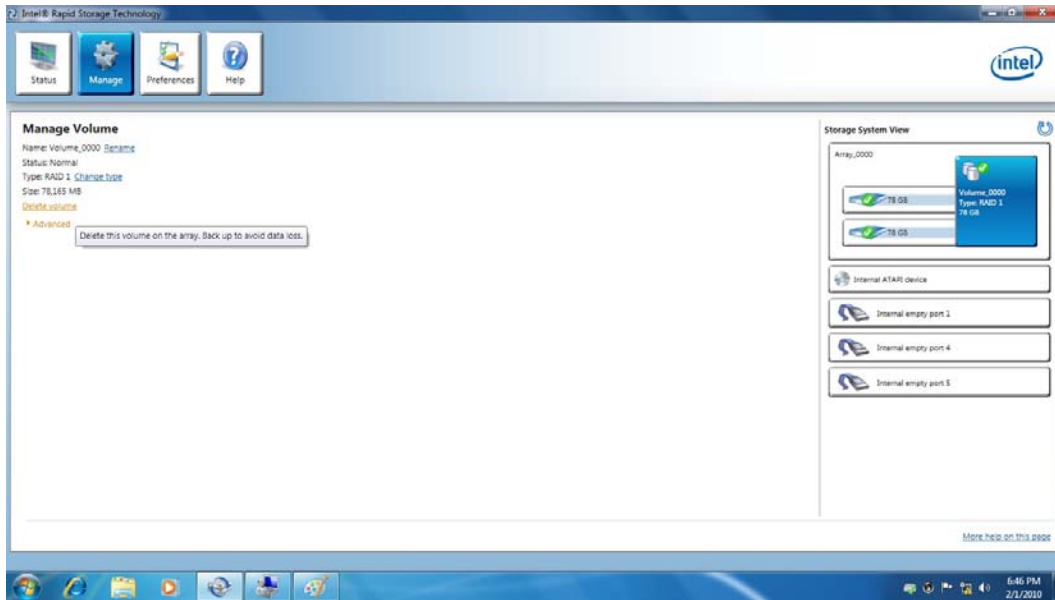 Intel® Rapid Storage Technology
Status
Manage
Preferences
Help
intel
Manage Volume
Name: Volume_0000 Rename
Status: Normal
Type: RAID 1 Change type
Size: 78,165 MB
Delete volume
Advanced
Delete this volume on the array. Back up to avoid data loss.
Storage System View
Array_0000
78 GB
78 GB
Volume_0000
Type: RAID 1
78 GB
Internal ATAPI device
Internal empty port 1
Internal empty port 4
Internal empty port 5
More help on this page
6:46 PM
2/1/2010